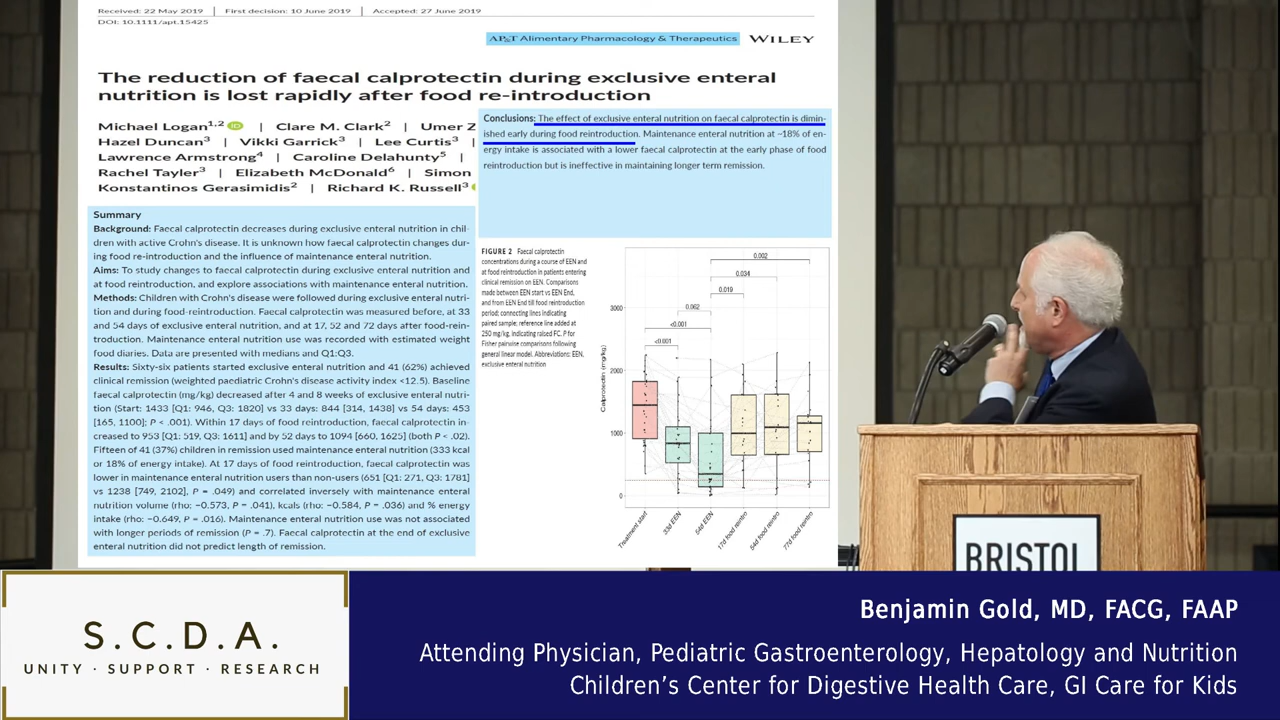 Received: 22 May 2019 | First decision: 10 June 2019 | Accepted: 27 June 2019
DOI: 10.1111/apt.15425
AP&T Alimentary Pharmacology & Therapeutics WILEY
The reduction of faecal calprotectin during exclusive enteral
nutrition is lost rapidly after food re-introduction
Michael Logan1,2 iD | Clare M. Clark2 | Umer Z
Hazel Duncan3 | Vikki Garrick3 | Lee Curtis3 |
Lawrence Armstrong4 | Caroline Delahunty5 |
Rachel Tayler3 | Elizabeth McDonald6 | Simon
Konstantinos Gerasimidis2 | Richard K. Russell3
Summary
Background: Faecal calprotectin decreases during exclusive enteral nutrition in chil-
dren with active Crohn's disease. It is unknown how faecal calprotectin changes dur-
ing food re-introduction and the influence of maintenance enteral nutrition.
Aims: To study changes to faecal calprotectin during exclusive enteral nutrition and
at food reintroduction, and explore associations with maintenance enteral nutrition.
Methods: Children with Crohn's disease were followed during exclusive enteral nutri-
tion and during food-reintroduction. Faecal calprotectin was measured before, at 33
and 54 days of exclusive enteral nutrition, and at 17, 52 and 72 days after food-rein-
troduction. Maintenance enteral nutrition use was recorded with estimated weight
food diaries. Data are presented with medians and Q1:Q3.
Results: Sixty-six patients started exclusive enteral nutrition and 41 (62%) achieved
clinical remission (weighted paediatric Crohn's disease activity index <12.5). Baseline
faecal calprotectin (mg/kg) decreased after 4 and 8 weeks of exclusive enteral nutri-
tion (Start: 1433 [Q1: 946, Q3: 1820] vs 33 days: 844 [314, 1438] vs 54 days: 453
[165, 1100]; P < .001). Within 17 days of food reintroduction, faecal calprotectin in-
creased to 953 [Q1: 519, Q3: 1611] and by 52 days to 1094 [660, 1625] (both P < .02).
Fifteen of 41 (37%) children in remission used maintenance enteral nutrition (333 kcal
or 18% of energy intake). At 17 days of food reintroduction, faecal calprotectin was
lower in maintenance enteral nutrition users than non-users (651 [Q1: 271, Q3: 1781]
vs 1238 [749, 2102], P = .049) and correlated inversely with maintenance enteral
nutrition volume (rho: −0.573, P = .041), kcals (rho: −0.584, P = .036) and % energy
intake (rho: −0.649, P = .016). Maintenance enteral nutrition use was not associated
with longer periods of remission (P = .7). Faecal calprotectin at the end of exclusive
enteral nutrition did not predict length of remission.
Conclusions: The effect of exclusive enteral nutrition on faecal calprotectin is dimin-
ished early during food reintroduction. Maintenance enteral nutrition at ~18% of en-
ergy intake is associated with a lower faecal calprotectin at the early phase of food
reintroduction but is ineffective in maintaining longer term remission.
FIGURE 2 Faecal calprotectin
concentrations during a course of EEN and
at food reintroduction in patients entering
clinical remission on EEN. Comparisons
made between EEN start vs EEN End,
and from EEN End till food reintroduction
period; connecting lines indicating
paired sample; reference line added at
250 mg/kg, indicating raised FC. P for
Fisher pairwise comparisons following
general linear model. Abbreviations: EEN,
exclusive enteral nutrition
0.002
0.034
0.019
0.062
<0.001
<0.001
Calprotectin (mg/kg)
3000
2000
1000
0
Treatment start
33d EEN
54d EEN
17d food reintro
54d food reintro
77d food reintro
BRISTOL
S.C.D.A.
UNITY · SUPPORT · RESEARCH
Benjamin Gold, MD, FACG, FAAP
Attending Physician, Pediatric Gastroenterology, Hepatology and Nutrition
Children's Center for Digestive Health Care, GI Care for Kids